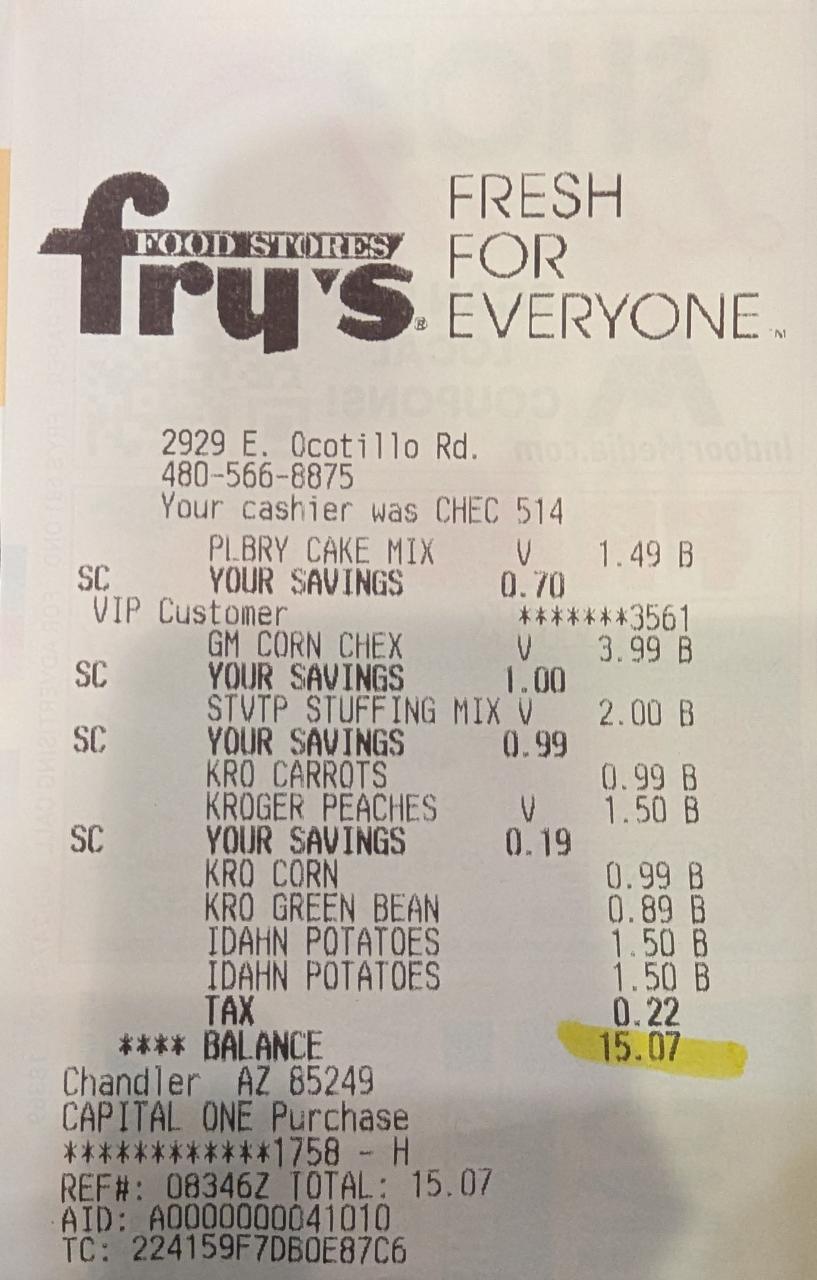 fry's FOOD STORES®
FRESH
FOR
EVERYONE™
2929 E. Ocotillo Rd.
480-566-8875
Your cashier was CHEC 514
PLBRY CAKE MIX V 1.49 B
SC YOUR SAVINGS 0.70
VIP Customer *******3561
GM CORN CHEX V 3.99 B
SC YOUR SAVINGS 1.00
STVTP STUFFING MIX V 2.00 B
SC YOUR SAVINGS 0.99
KRO CARROTS 0.99 B
KROGER PEACHES V 1.50 B
SC YOUR SAVINGS 0.19
KRO CORN 0.99 B
KRO GREEN BEAN 0.89 B
IDAHN POTATOES 1.50 B
IDAHN POTATOES 1.50 B
TAX 0.22
**** BALANCE 15.07
Chandler AZ 85249
CAPITAL ONE Purchase
************1758 - H
REF#: 08346Z TOTAL: 15.07
AID: A0000000041010
TC: 224159F7DB0E87C6